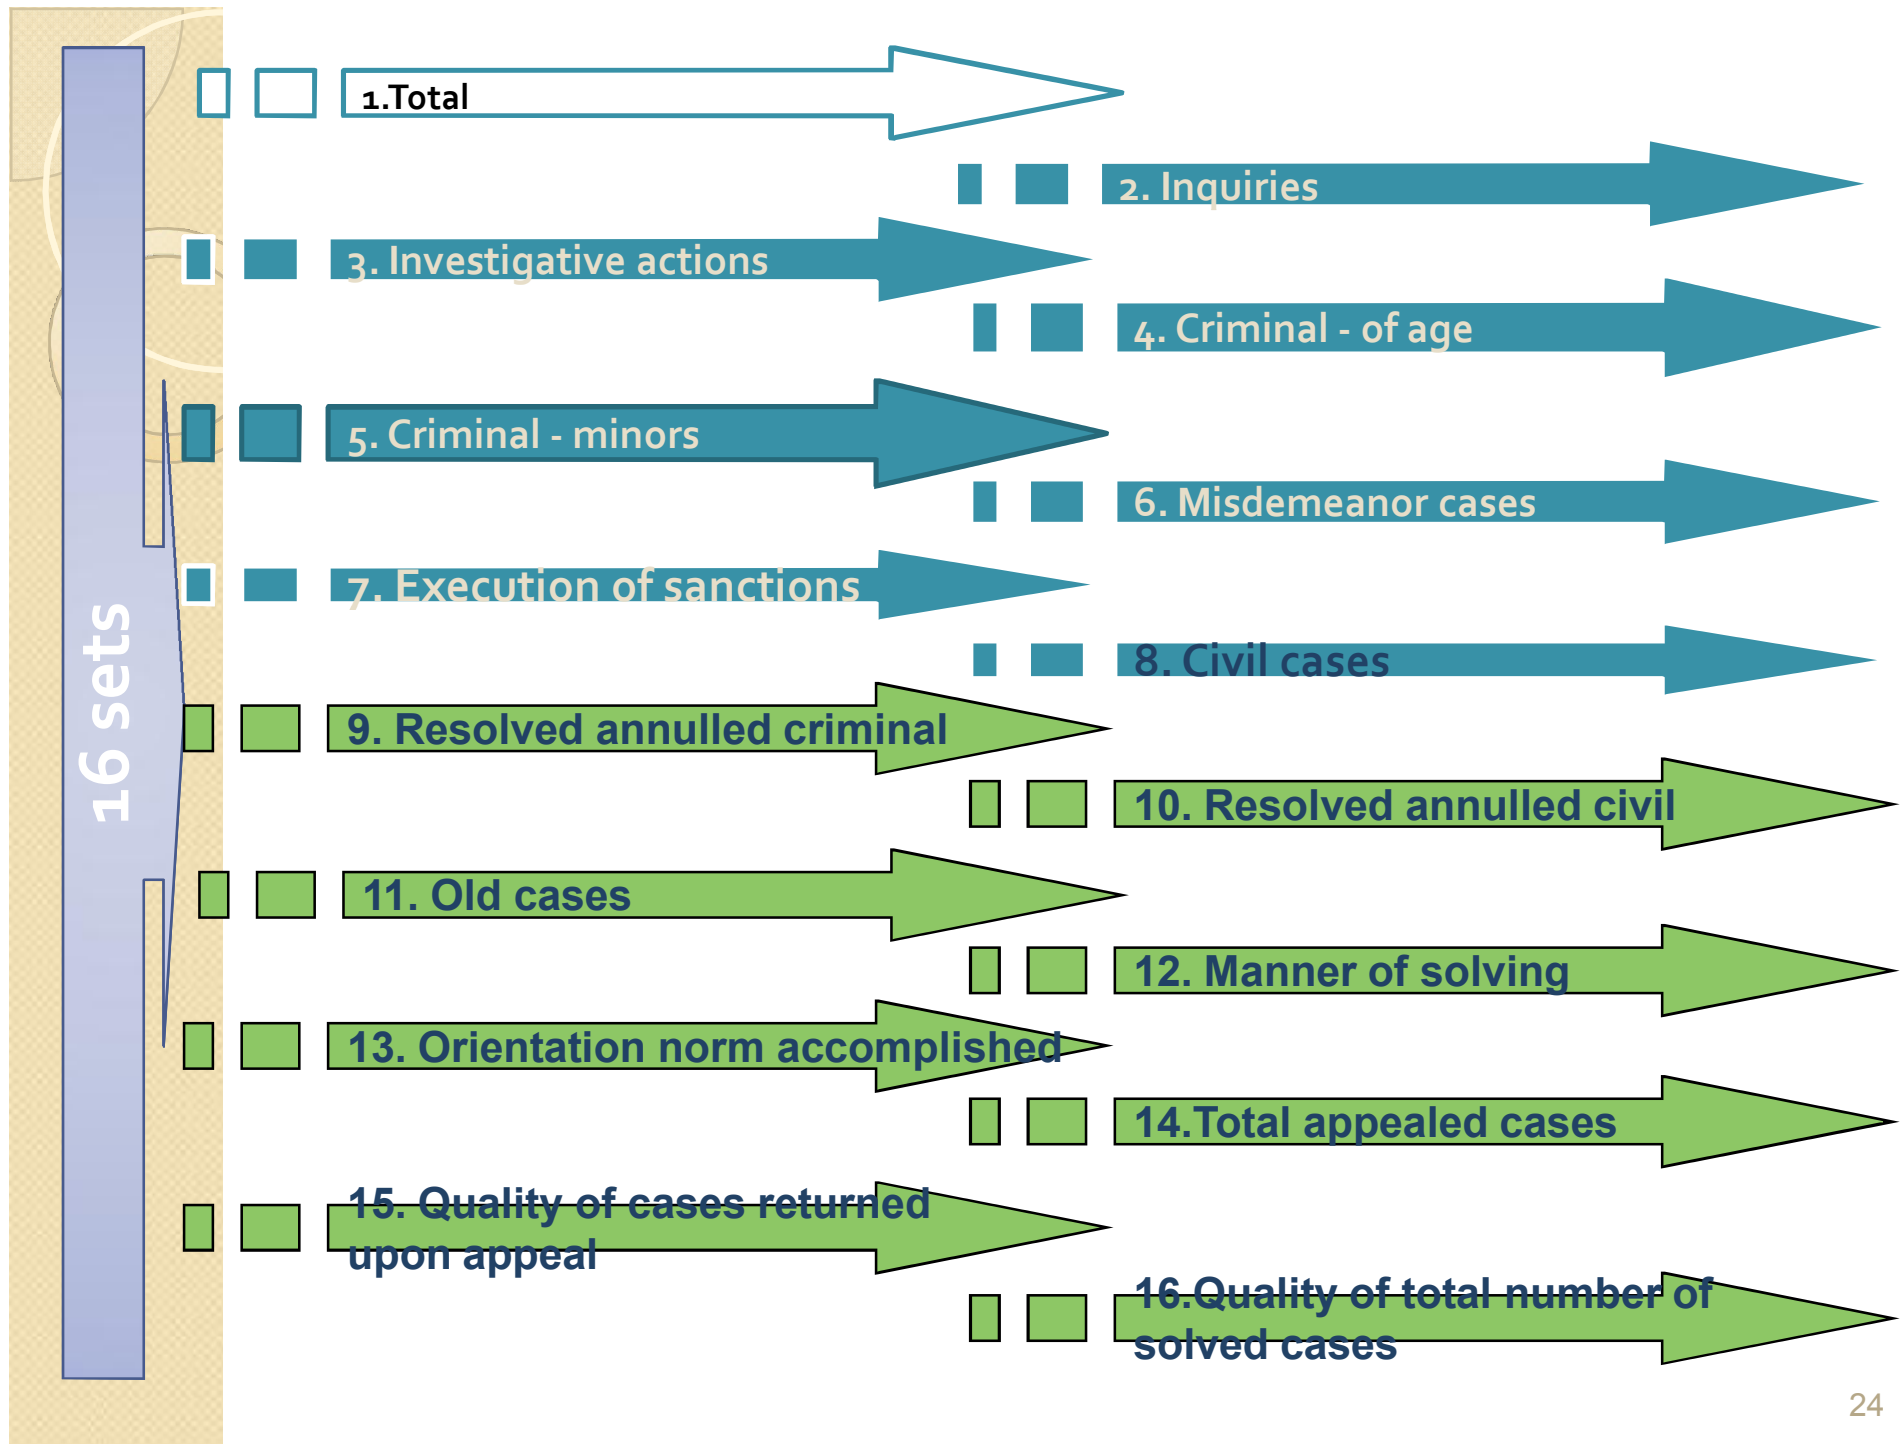 16 sets
1.Total
2. Inquiries
3. Investigative actions
4. Criminal - of age
5. Criminal - minors
6. Misdemeanor cases
7. Execution of sanctions
8. Civil cases
9. Resolved annulled criminal
10. Resolved annulled civil
11. Old cases
12. Manner of solving
13. Orientation norm accomplished
14.Total appealed cases
15. Quality of cases returned
upon appeal
16.Quality of total number of
solved cases
24